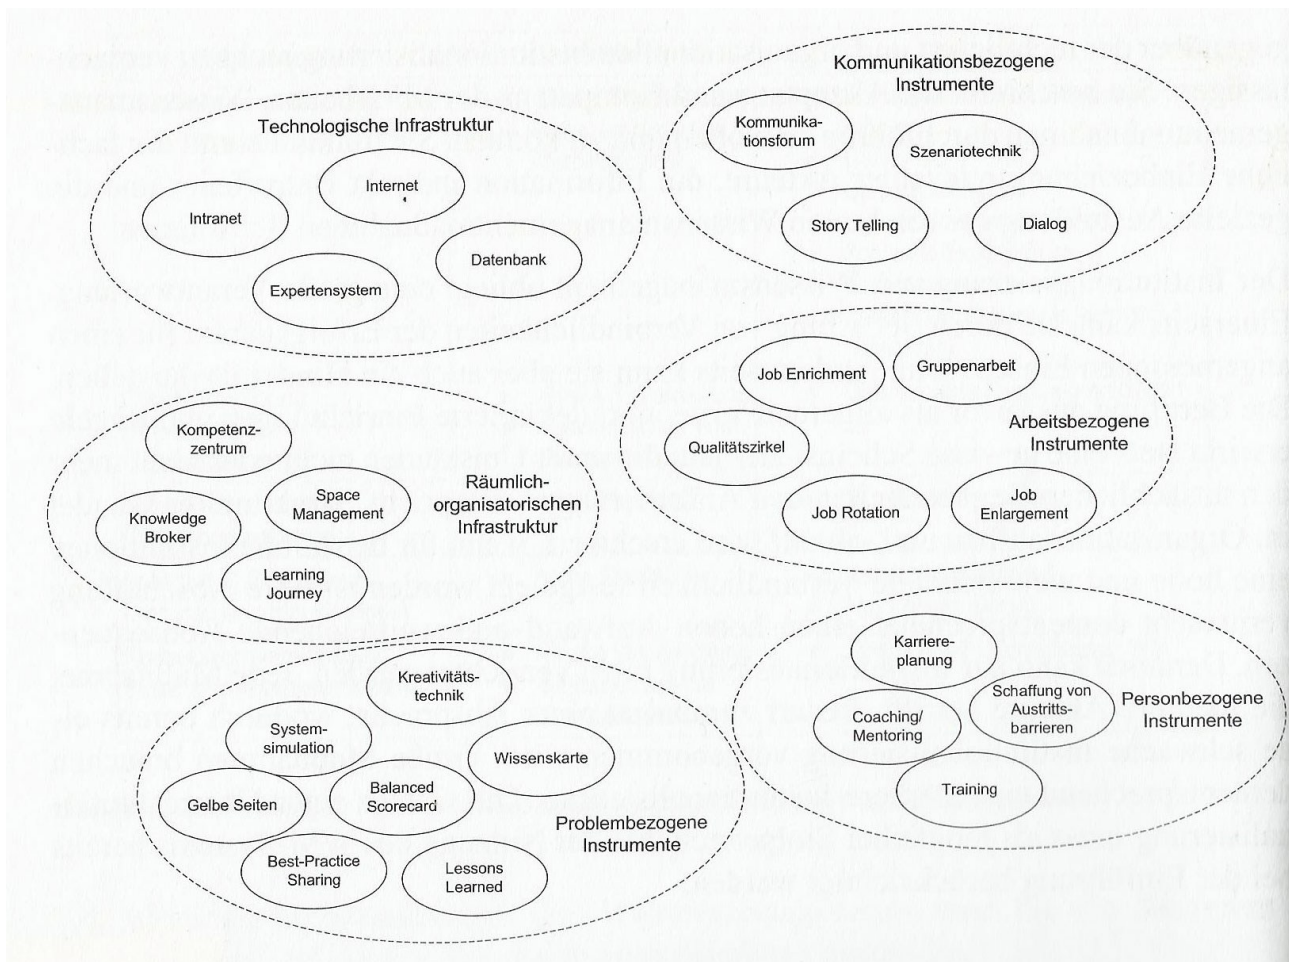 Technologische Infrastruktur
Internet
Intranet
Datenbank
Expertensystem
Kommunikationsbezogene
Instrumente
Kommunika-
tionsforum
Szenariotechnik
Story Telling
Dialog
Kompetenz-
zentrum
Space
Management
Knowledge
Broker
Learning
Journey
Räumlich-
organisatorischen
Infrastruktur
Job Enrichment
Gruppenarbeit
Qualitätszirkel
Arbeitsbezogene
Instrumente
Job Rotation
Job
Enlargement
Kreativitäts-
technik
System-
simulation
Wissenskarte
Gelbe Seiten
Balanced
Scorecard
Problembezogene
Instrumente
Best-Practice
Sharing
Lessons
Learned
Karriere-
planung
Schaffung von
Austritts-
barrieren
Personbezogene
Instrumente
Coaching/
Mentoring
Training